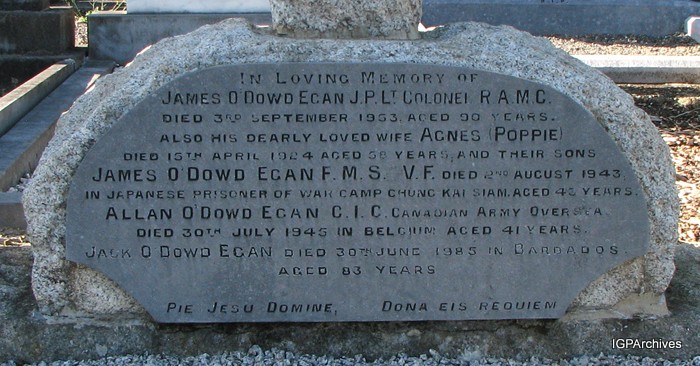 In Loving Memory of
James O'Dowd Egan J.P. Lt Colonel R.A.M.C.
died 3rd September 1953, aged 90 years.
also his dearly loved wife Agnes (Poppie)
died 15th April 1924 aged 58 years, and their sons
James O'Dowd Egan F.M.S. V.F. died 2nd August 1943,
in Japanese prisoner of war camp Chung Kai Siam, aged 43 years.
Allan O'Dowd Egan C.I.C. Canadian Army Oversea
died 30th July 1945 in Belgium aged 41 years.
Jack O'Dowd Egan died 30th June 1985 in Barbados.
aged 83 years
Pie Jesu Domine, Dona eis requiem
IGPArchives